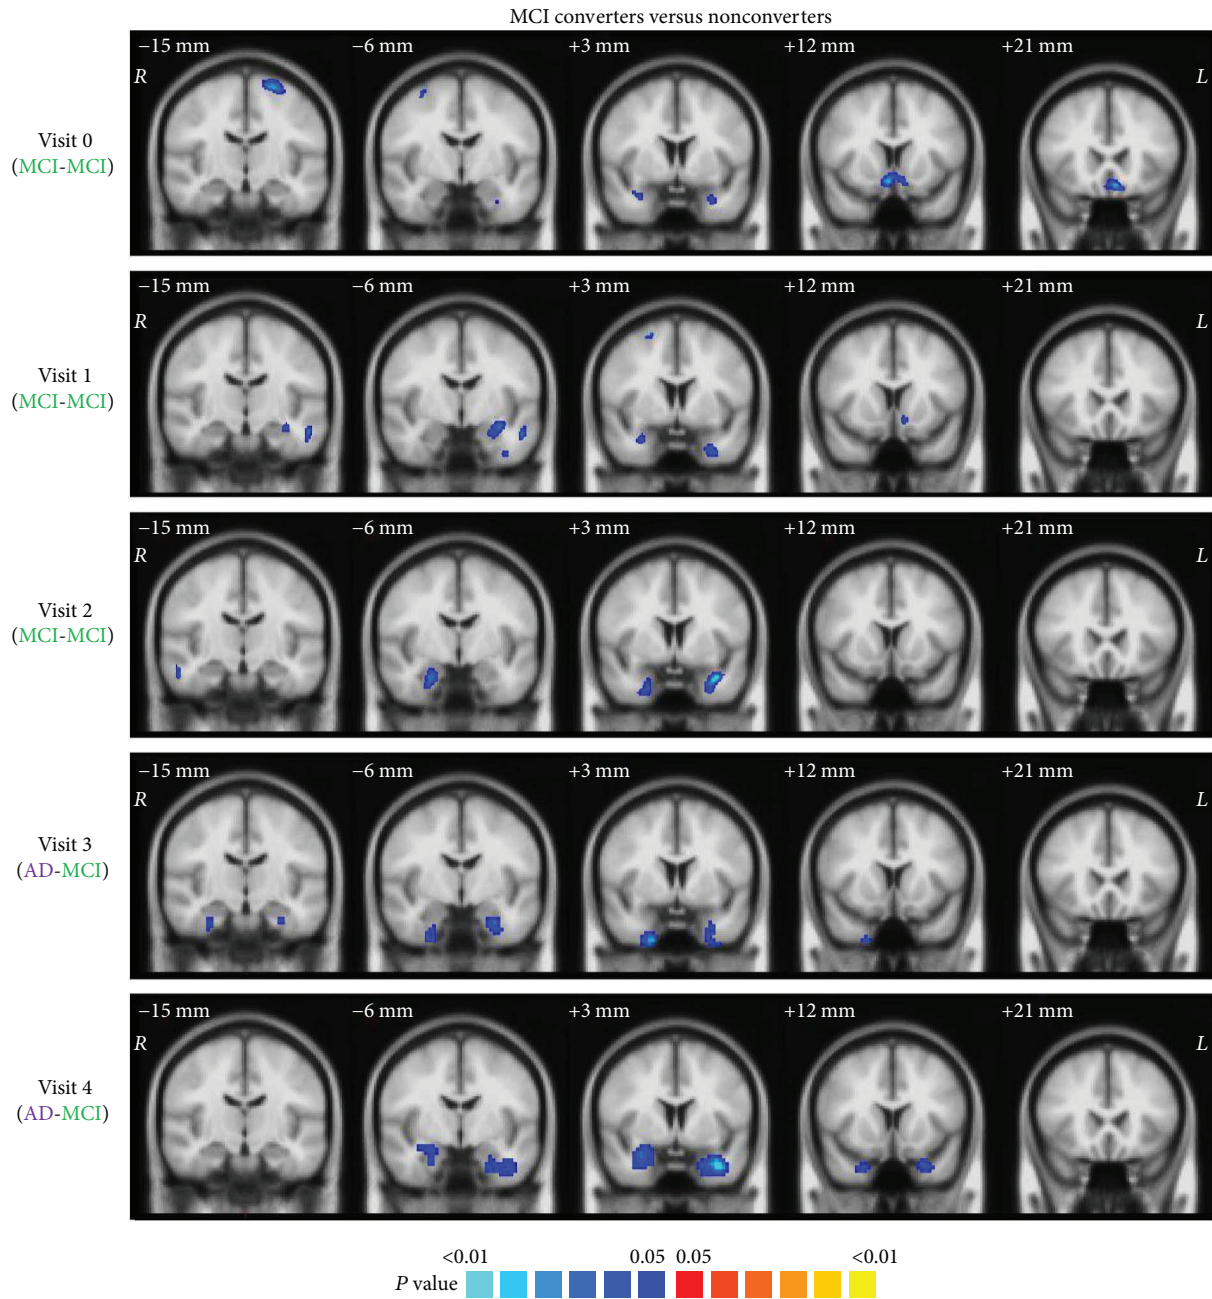 MCI converters versus nonconverters
−15 mm −6 mm +3 mm +12 mm +21 mm
R L
Visit 0
(MCI-MCI)
−15 mm −6 mm +3 mm +12 mm +21 mm
R L
Visit 1
(MCI-MCI)
−15 mm −6 mm +3 mm +12 mm +21 mm
R L
Visit 2
(MCI-MCI)
−15 mm −6 mm +3 mm +12 mm +21 mm
R L
Visit 3
(AD-MCI)
−15 mm −6 mm +3 mm +12 mm +21 mm
R L
Visit 4
(AD-MCI)
<0.01 0.05 0.05 <0.01
P value